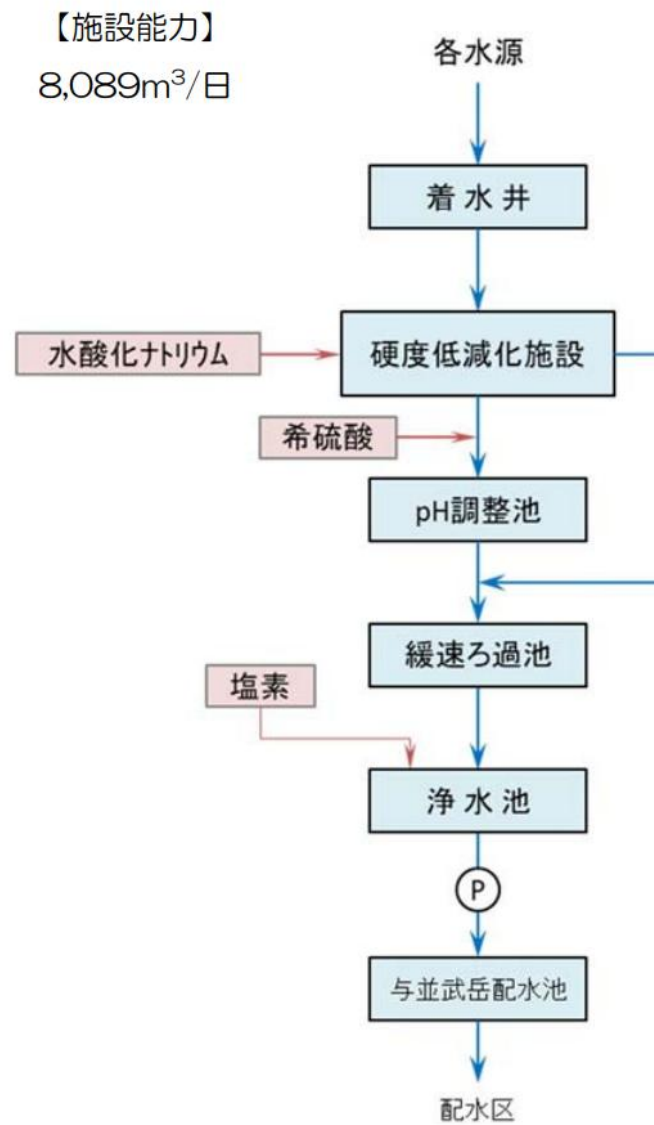 【施設能力】
8,089m³/日
各水源
着水井
水酸化ナトリウム
硬度低減化施設
希硫酸
pH調整池
緩速ろ過池
塩素
浄水池
P
与並武岳配水池
配水区